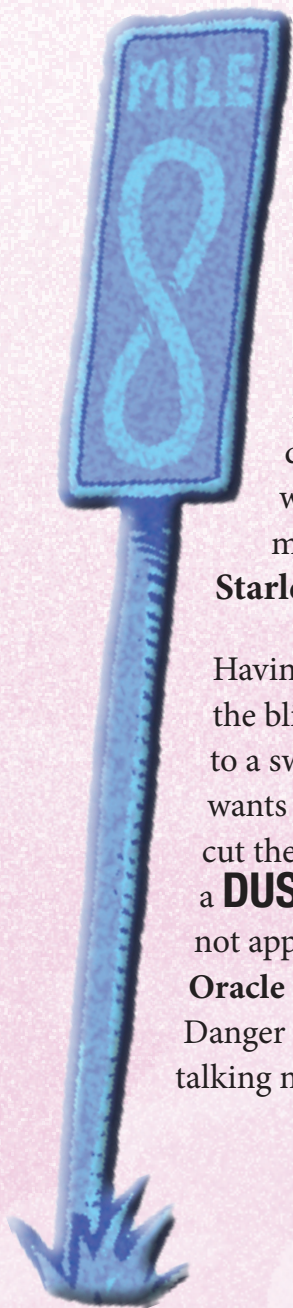 MILE
8
c
w
m
Starl
Havin
the bl
to a sw
wants
cut the
a DUS
not app
Oracle
Danger
talking